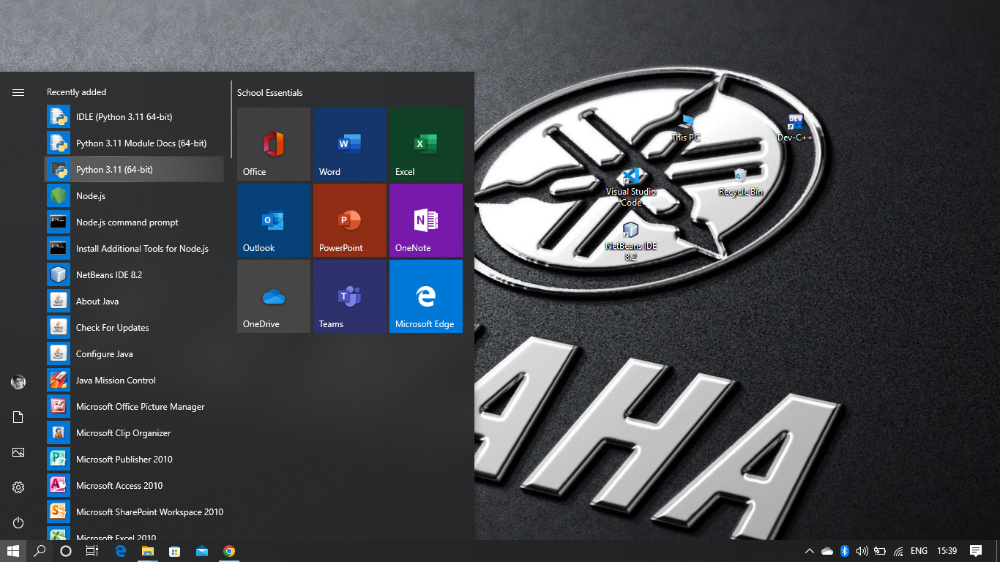 Recently added
IDLE (Python 3.11 64-bit)
Python 3.11 Module Docs (64-bit)
Python 3.11 (64-bit)
Node.js
Node.js command prompt
Install Additional Tools for Node.js
NetBeans IDE 8.2
About Java
Check For Updates
Configure Java
Java Mission Control
Microsoft Office Picture Manager
Microsoft Clip Organizer
Microsoft Publisher 2010
Microsoft Access 2010
Microsoft SharePoint Workspace 2010
Microsoft Excel 2010
School Essentials
Office
Word
Excel
Outlook
PowerPoint
OneNote
OneDrive
Teams
Microsoft Edge
This PC
DEV
Dev-C++
Visual Studio
Code
Recycle Bin
NetBeans IDE
8.2
AHA
ENG
15:39